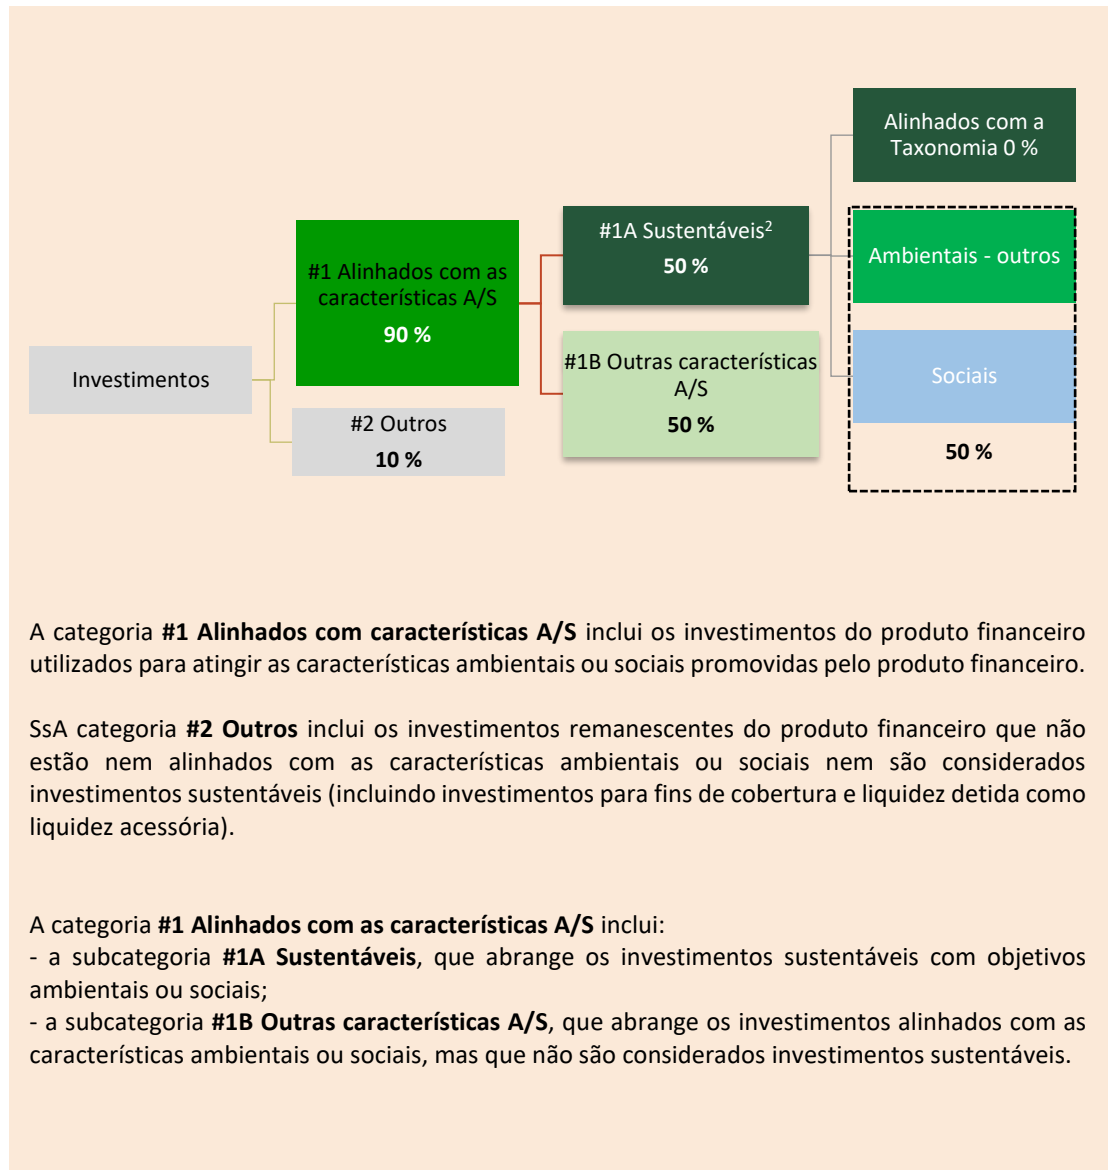 Alinhados com a
Taxonomia 0 %
#1A Sustentáveis²
50 %
Ambientais - outros
#1 Alinhados com as
características A/S
90 %
#1B Outras características
A/S
50 %
Investimentos
Sociais
#2 Outros
10 %
50 %
A categoria #1 Alinhados com características A/S inclui os investimentos do produto financeiro
utilizados para atingir as características ambientais ou sociais promovidas pelo produto financeiro.
SsA categoria #2 Outros inclui os investimentos remanescentes do produto financeiro que não
estão nem alinhados com as características ambientais ou sociais nem são considerados
investimentos sustentáveis (incluindo investimentos para fins de cobertura e liquidez detida como
liquidez acessória).
A categoria #1 Alinhados com as características A/S inclui:
- a subcategoria #1A Sustentáveis, que abrange os investimentos sustentáveis com objetivos
ambientais ou sociais;
- a subcategoria #1B Outras características A/S, que abrange os investimentos alinhados com as
características ambientais ou sociais, mas que não são considerados investimentos sustentáveis.